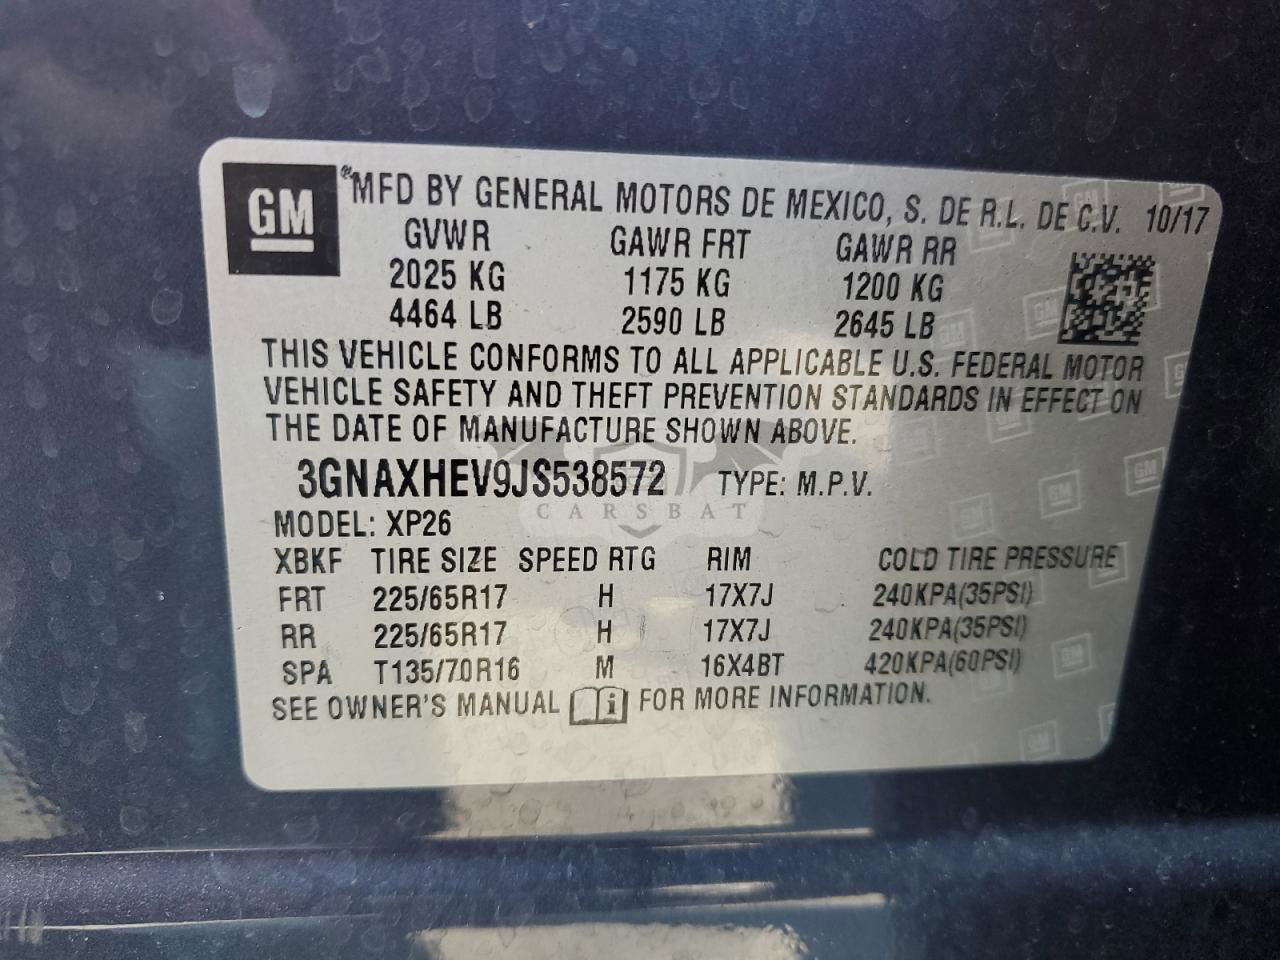 GM
MFD BY GENERAL MOTORS DE MEXICO, S. DE R.L. DE C.V. 10/17
GVWR GAWR FRT GAWR RR
2025 KG 1175 KG 1200 KG
4464 LB 2590 LB 2645 LB
THIS VEHICLE CONFORMS TO ALL APPLICABLE U.S. FEDERAL MOTOR
VEHICLE SAFETY AND THEFT PREVENTION STANDARDS IN EFFECT ON
THE DATE OF MANUFACTURE SHOWN ABOVE.
3GNAXHEV9JS538572 TYPE: M.P.V.
CARSBAT
MODEL: XP26
XBKF TIRE SIZE SPEED RTG RIM COLD TIRE PRESSURE
FRT 225/65R17 H 17X7J 240KPA(35PSI)
RR 225/65R17 H 17X7J 240KPA(35PSI)
SPA T135/70R16 M 16X4BT 420KPA(60PSI)
SEE OWNER'S MANUAL i FOR MORE INFORMATION.